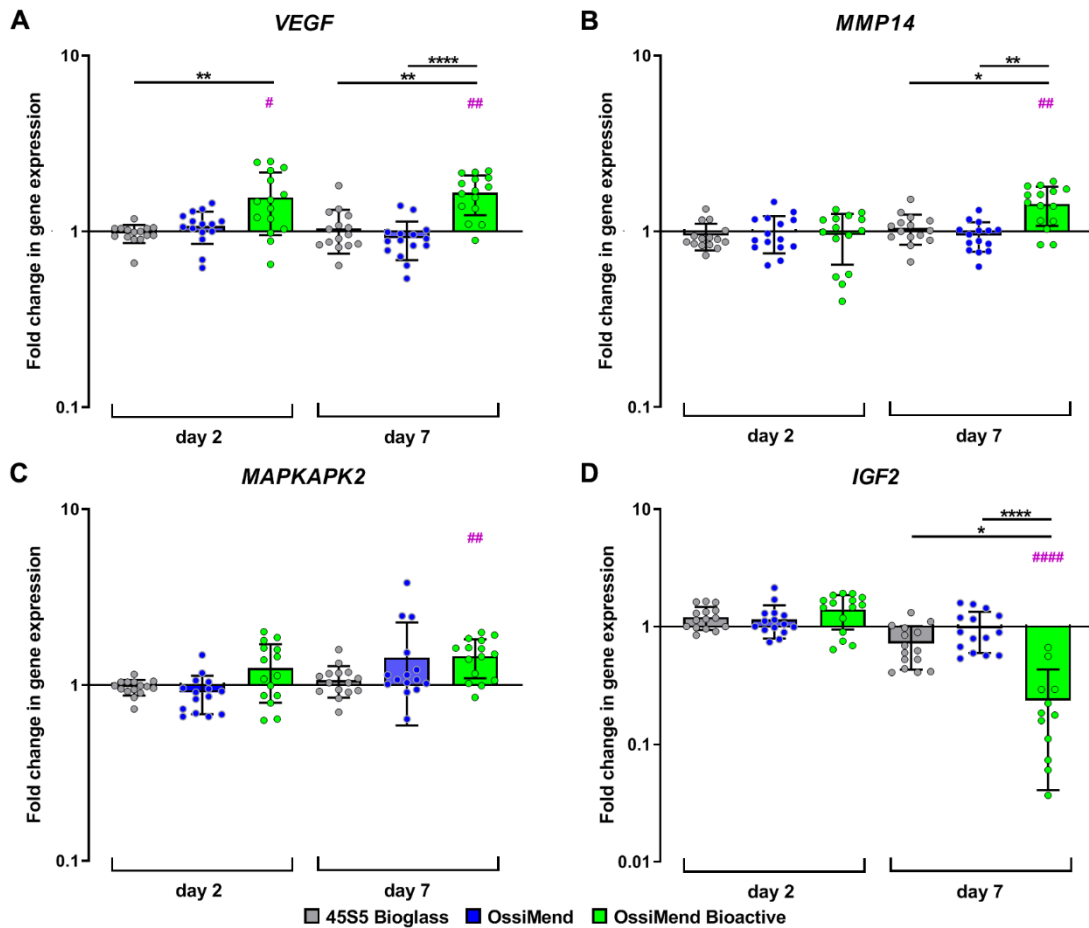 A
VEGF
Fold change in gene expression
10
1
0.1
**
**
****
#
##
day 2
day 7
B
MMP14
Fold change in gene expression
10
1
0.1
*
**
##
day 2
day 7
C
MAPKAPK2
Fold change in gene expression
10
1
0.1
##
day 2
day 7
D
IGF2
Fold change in gene expression
10
1
0.1
0.01
*
****
####
day 2
day 7
45S5 Bioglass OssiMend OssiMend Bioactive